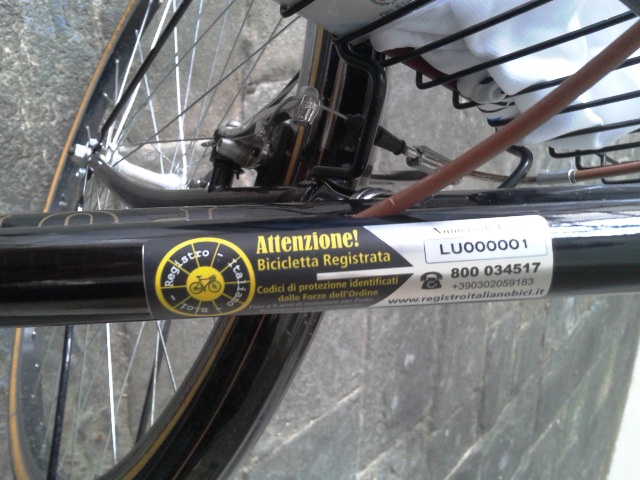 Attenzione!
Bicicletta Registrata
Codici di protezione identificati
dalle Forze dell'Ordine
Registro - Italiano - Bici -
LU000001
800 034517
+390302059183
www.registroitalianobici.it